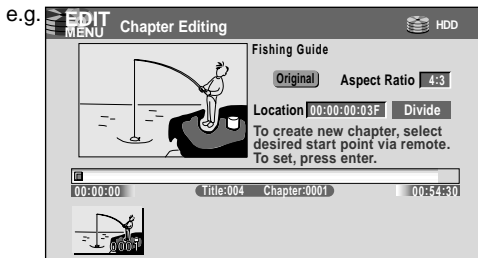 e.g. EDIT MENU Chapter Editing HDD
Fishing Guide
Original Aspect Ratio 4:3
Location 00:00:00:03F Divide
To create new chapter, select
desired start point via remote.
To set, press enter.
00:00:00 Title:004 Chapter:0001 00:54:30
0001